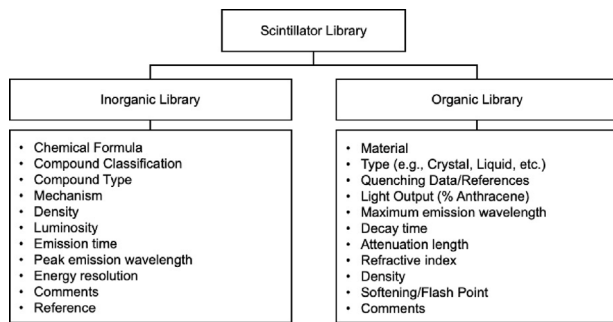 Scintillator Library
Inorganic Library
• Chemical Formula
• Compound Classification
• Compound Type
• Mechanism
• Density
• Luminosity
• Emission time
• Peak emission wavelength
• Energy resolution
• Comments
• Reference
Organic Library
• Material
• Type (e.g., Crystal, Liquid, etc.)
• Quenching Data/References
• Light Output (% Anthracene)
• Maximum emission wavelength
• Decay time
• Attenuation length
• Refractive index
• Density
• Softening/Flash Point
• Comments